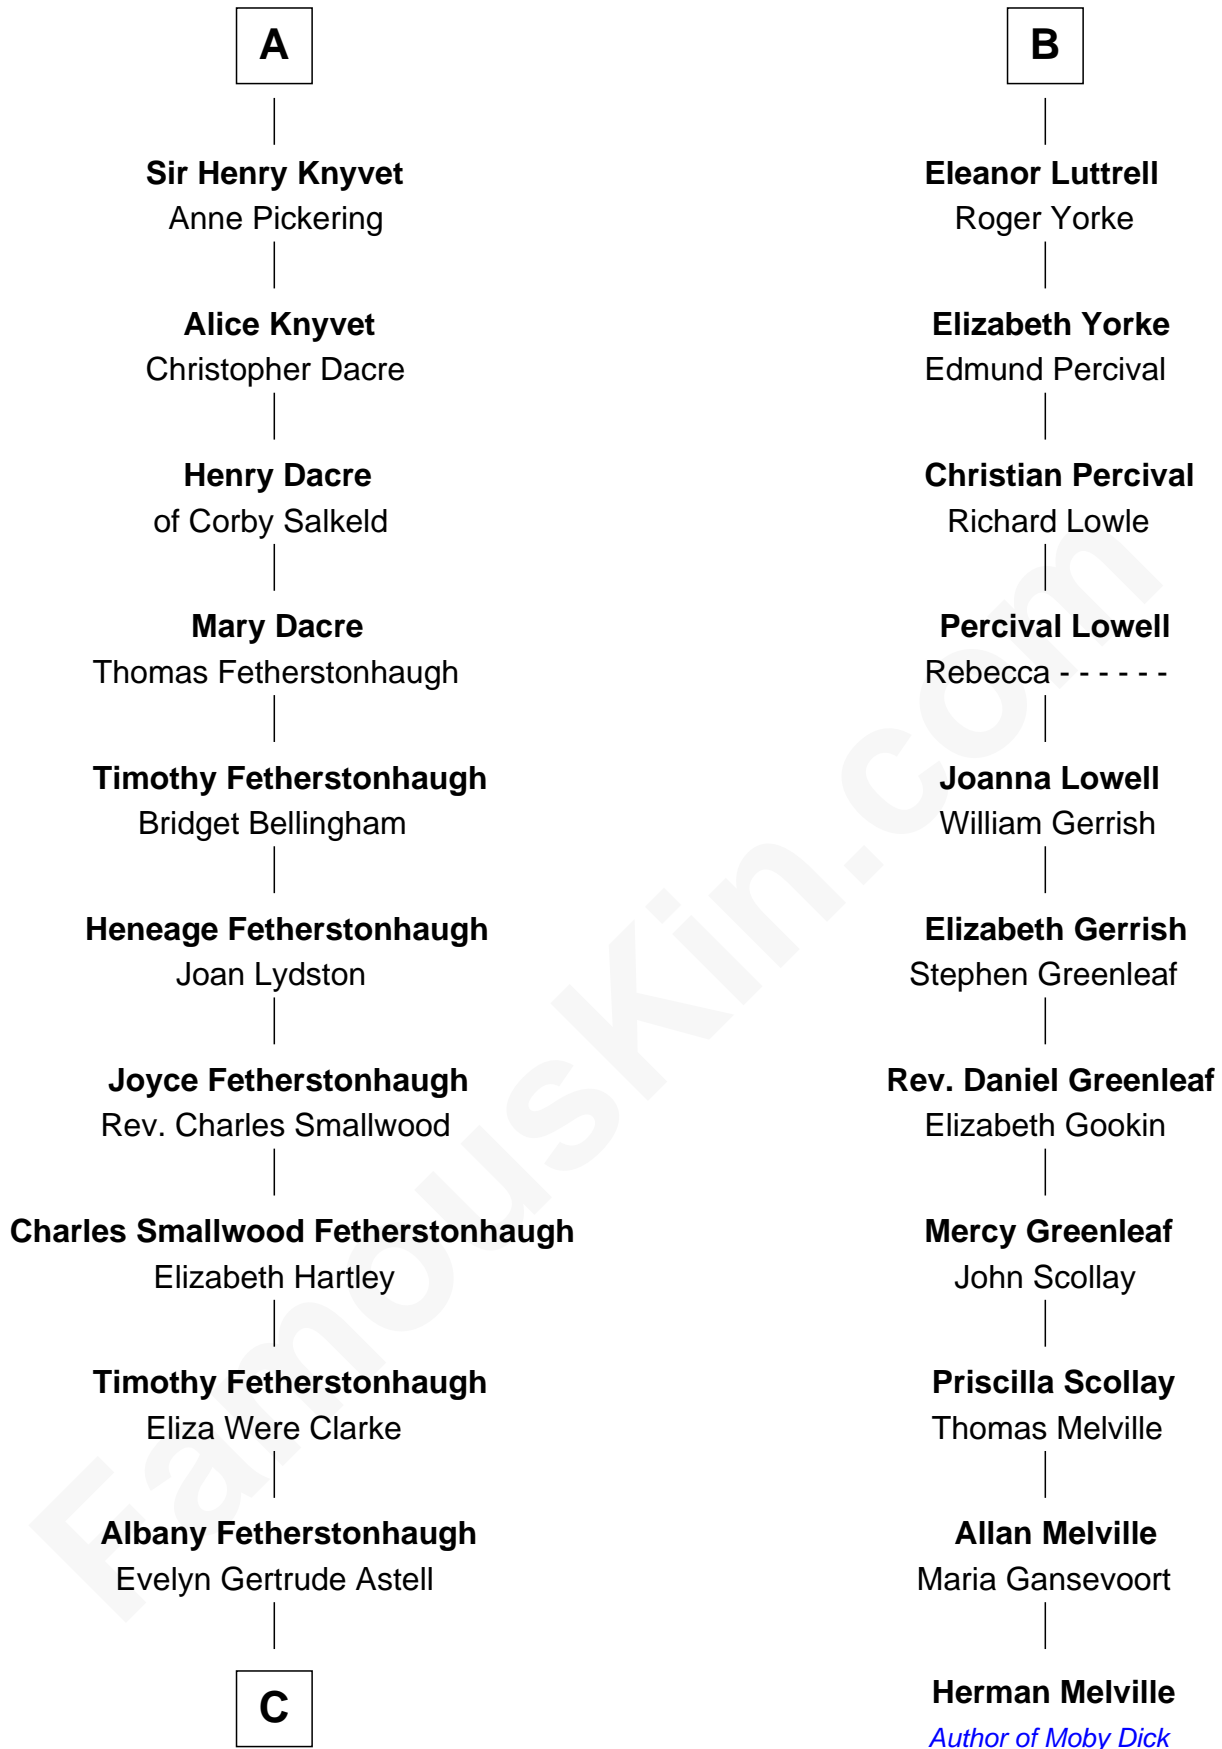 A
Sir Henry Knyvet
Anne Pickering
Alice Knyvet
Christopher Dacre
Henry Dacre
of Corby Salkeld
Mary Dacre
Thomas Fetherstonhaugh
Timothy Fetherstonhaugh
Bridget Bellingham
Heneage Fetherstonhaugh
Joan Lydston
Joyce Fetherstonhaugh
Rev. Charles Smallwood
Charles Smallwood Fetherstonhaugh
Elizabeth Hartley
Timothy Fetherstonhaugh
Eliza Were Clarke
Albany Fetherstonhaugh
Evelyn Gertrude Astell
C
B
Eleanor Luttrell
Roger Yorke
Elizabeth Yorke
Edmund Percival
Christian Percival
Richard Lowle
Percival Lowell
Rebecca - - - - - -
Joanna Lowell
William Gerrish
Elizabeth Gerrish
Stephen Greenleaf
Rev. Daniel Greenleaf
Elizabeth Gookin
Mercy Greenleaf
John Scollay
Priscilla Scollay
Thomas Melville
Allan Melville
Maria Gansevoort
Herman Melville
Author of Moby Dick
FamousKin.com